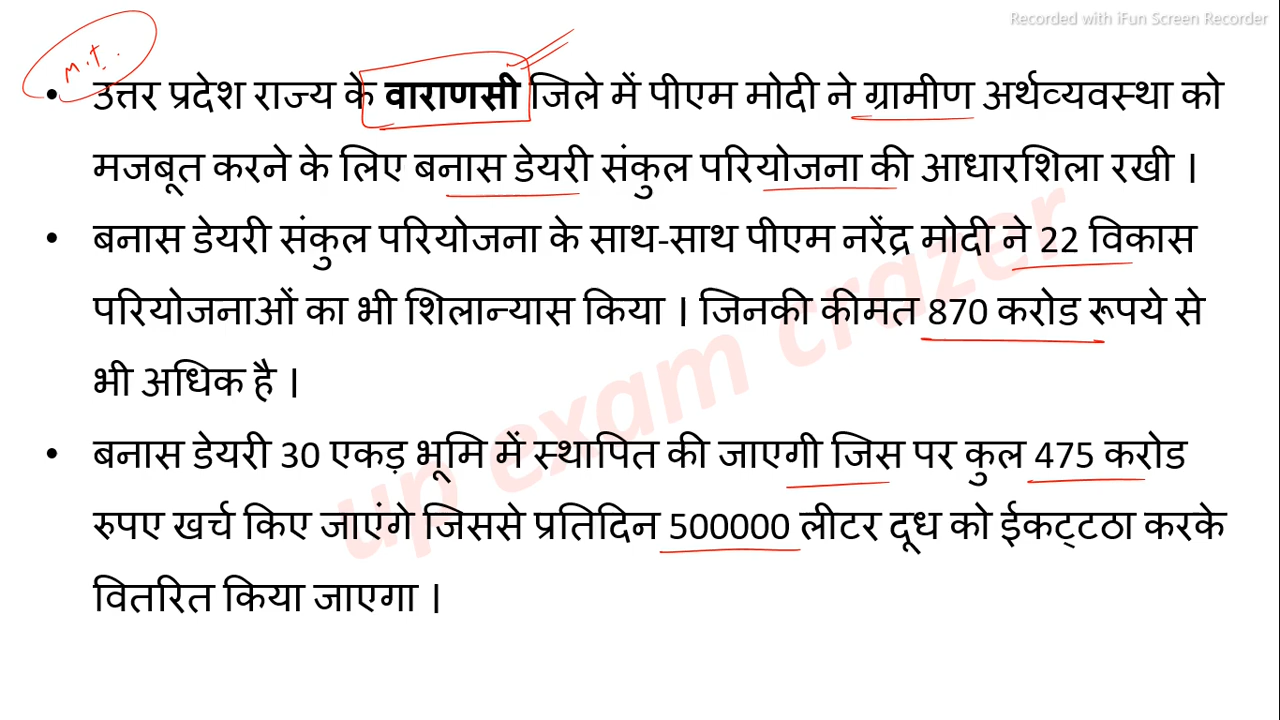 Recorded with iFun Screen Recorder
M.I.
• उत्तर प्रदेश राज्य के वाराणसी जिले में पीएम मोदी ने ग्रामीण अर्थव्यवस्था को
मजबूत करने के लिए बनास डेयरी संकुल परियोजना की आधारशिला रखी ।
• बनास डेयरी संकुल परियोजना के साथ-साथ पीएम नरेंद्र मोदी ने 22 विकास
परियोजनाओं का भी शिलान्यास किया । जिनकी कीमत 870 करोड रूपये से
भी अधिक है ।
• बनास डेयरी 30 एकड़ भूमि में स्थापित की जाएगी जिस पर कुल 475 करोड
रुपए खर्च किए जाएंगे जिससे प्रतिदिन 500000 लीटर दूध को ईकट्टठा करके
वितरित किया जाएगा ।
up exam crazer